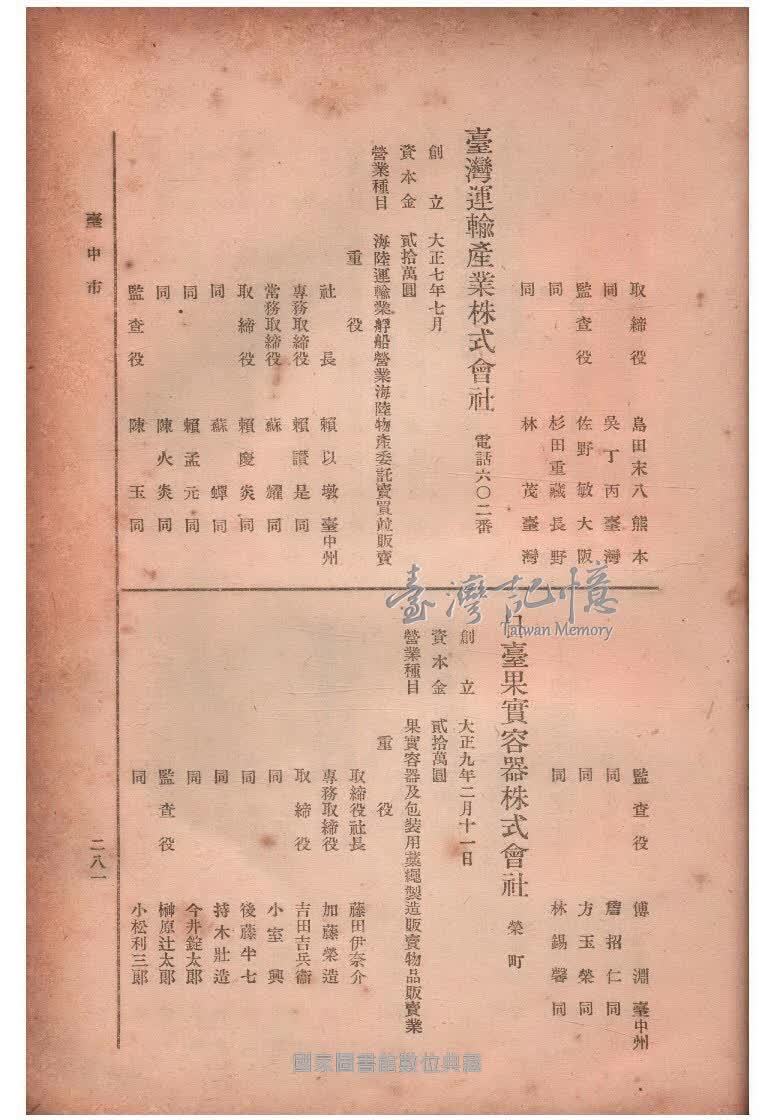 取締役 島田末八 熊本
同 吳丁丙 臺灣
監査役 佐野敏 大阪
同 杉田重藏 長野
同 林茂 臺灣
臺灣運輸產業株式會社 電話六〇二番
創立 大正七年七月
資本金 貳拾萬圓
營業種目 海陸運輸業艀船營業海陸物產委託賣買並販賣
重役
社長 賴以墩 臺中州
專務取締役 賴讚是 同
常務取締役 蘇耀 同
取締役 賴慶炎 同
同 蘇蟳 同
同 賴孟元 同
同 陳火炎 同
監查役 陳玉 同
監查役 傅淵 臺中州
同 詹招仁 同
同 方玉榮 同
同 林錫馨 同
日臺果實容器株式會社 榮町
創立 大正九年二月十一日
資本金 貳拾萬圓
營業種目 果實容器及包裝用藁繩製造販賣物品販賣業
重役
取締役社長 藤田伊奈介
專務取締役 加藤榮造
取締役 吉田吉兵衞
同 小室興
同 後藤牛七
同 持木壯造
同 今井錠太郎
監查役 榊原辻太郎
同 小松利三郎
臺中市
二八一
臺灣記憶
Taiwan Memory
國家圖書館數位典藏